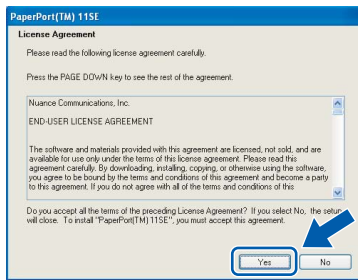 PaperPort(TM) 11SE
License Agreement
Please read the following license agreement carefully.
Press the PAGE DOWN key to see the rest of the agreement.
Nuance Communications, Inc.
END-USER LICENSE AGREEMENT
The software and materials provided with this agreement are licensed, not sold, and are
available for use only under the terms of this license agreement. Please read this
agreement carefully. By downloading, installing, copying, or otherwise using the software,
you agree to be bound by the terms and conditions of this agreement and become a party
to this agreement. If you do not agree with all of the terms and conditions of this
Do you accept all the terms of the preceding License Agreement? If you select No, the setup
will close. To install "PaperPort(TM) 11SE", you must accept this agreement.
Yes
No